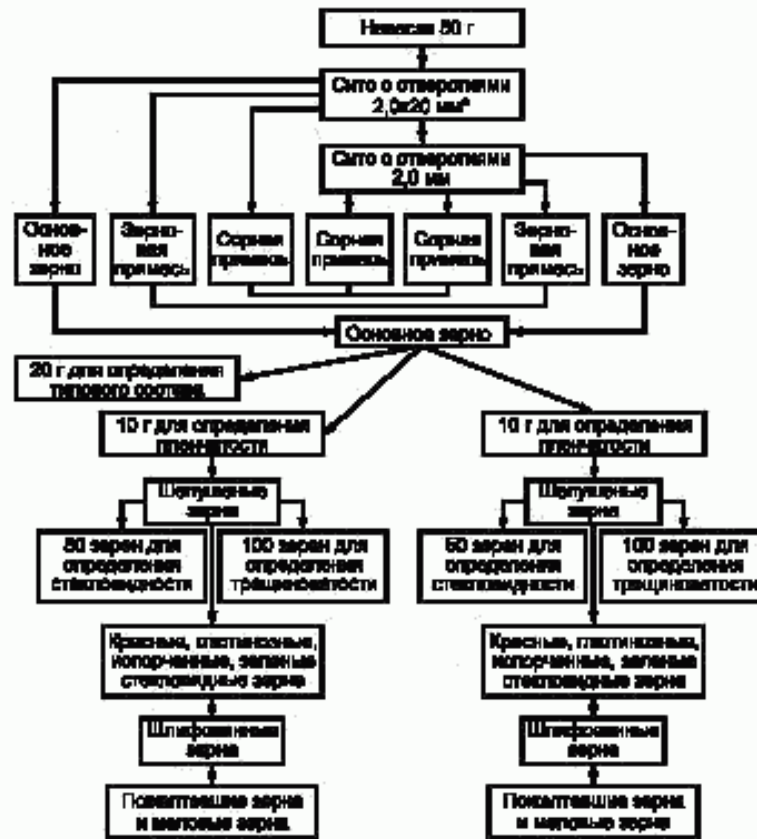 Навеска 50 г
Сито с отверстиями
2,0х20 мм*
Сито с отверстиями
2,0 мм
Основ-
ное
зерно
Зерно-
вая
примесь
Сорная
примесь
Сорная
примесь
Сорная
примесь
Зерно-
вая
примесь
Основ-
ное
зерно
Основное зерно
20 г для определения
типового состава
10 г для определения
пленчатости
10 г для определения
пленчатости
Шелушеные
зерна
Шелушеные
зерна
50 зерен для
определения
стекловидности
100 зерен для
определения
трещиноватости
50 зерен для
определения
стекловидности
100 зерен для
определения
трещиноватости
Красные, глютинозные,
испорченные, зеленые
стекловидные зерна
Красные, глютинозные,
испорченные, зеленые
стекловидные зерна
Шлифованные
зерна
Шлифованные
зерна
Пожелтевшие зерна
и меловые зерна
Пожелтевшие зерна
и меловые зерна